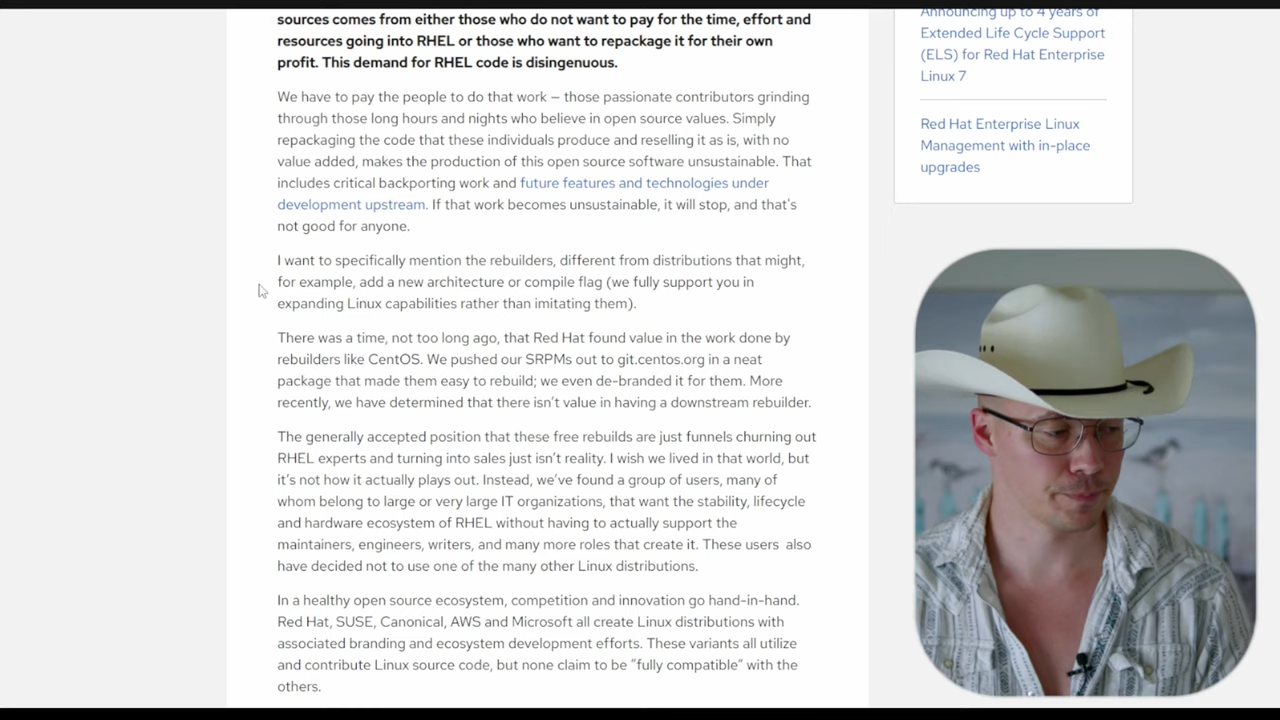 sources comes from either those who do not want to pay for the time, effort and
resources going into RHEL or those who want to repackage it for their own
profit. This demand for RHEL code is disingenuous.
We have to pay the people to do that work — those passionate contributors grinding
through those long hours and nights who believe in open source values. Simply
repackaging the code that these individuals produce and reselling it as is, with no
value added, makes the production of this open source software unsustainable. That
includes critical backporting work and future features and technologies under
development upstream. If that work becomes unsustainable, it will stop, and that's
not good for anyone.
I want to specifically mention the rebuilders, different from distributions that might,
for example, add a new architecture or compile flag (we fully support you in
expanding Linux capabilities rather than imitating them).
There was a time, not too long ago, that Red Hat found value in the work done by
rebuilders like CentOS. We pushed our SRPMs out to git.centos.org in a neat
package that made them easy to rebuild; we even de-branded it for them. More
recently, we have determined that there isn't value in having a downstream rebuilder.
The generally accepted position that these free rebuilds are just funnels churning out
RHEL experts and turning into sales just isn't reality. I wish we lived in that world, but
it's not how it actually plays out. Instead, we've found a group of users, many of
whom belong to large or very large IT organizations, that want the stability, lifecycle
and hardware ecosystem of RHEL without having to actually support the
maintainers, engineers, writers, and many more roles that create it. These users also
have decided not to use one of the many other Linux distributions.
In a healthy open source ecosystem, competition and innovation go hand-in-hand.
Red Hat, SUSE, Canonical, AWS and Microsoft all create Linux distributions with
associated branding and ecosystem development efforts. These variants all utilize
and contribute Linux source code, but none claim to be "fully compatible" with the
others.
Announcing up to 4 years of
Extended Life Cycle Support
(ELS) for Red Hat Enterprise
Linux 7
Red Hat Enterprise Linux
Management with in-place
upgrades